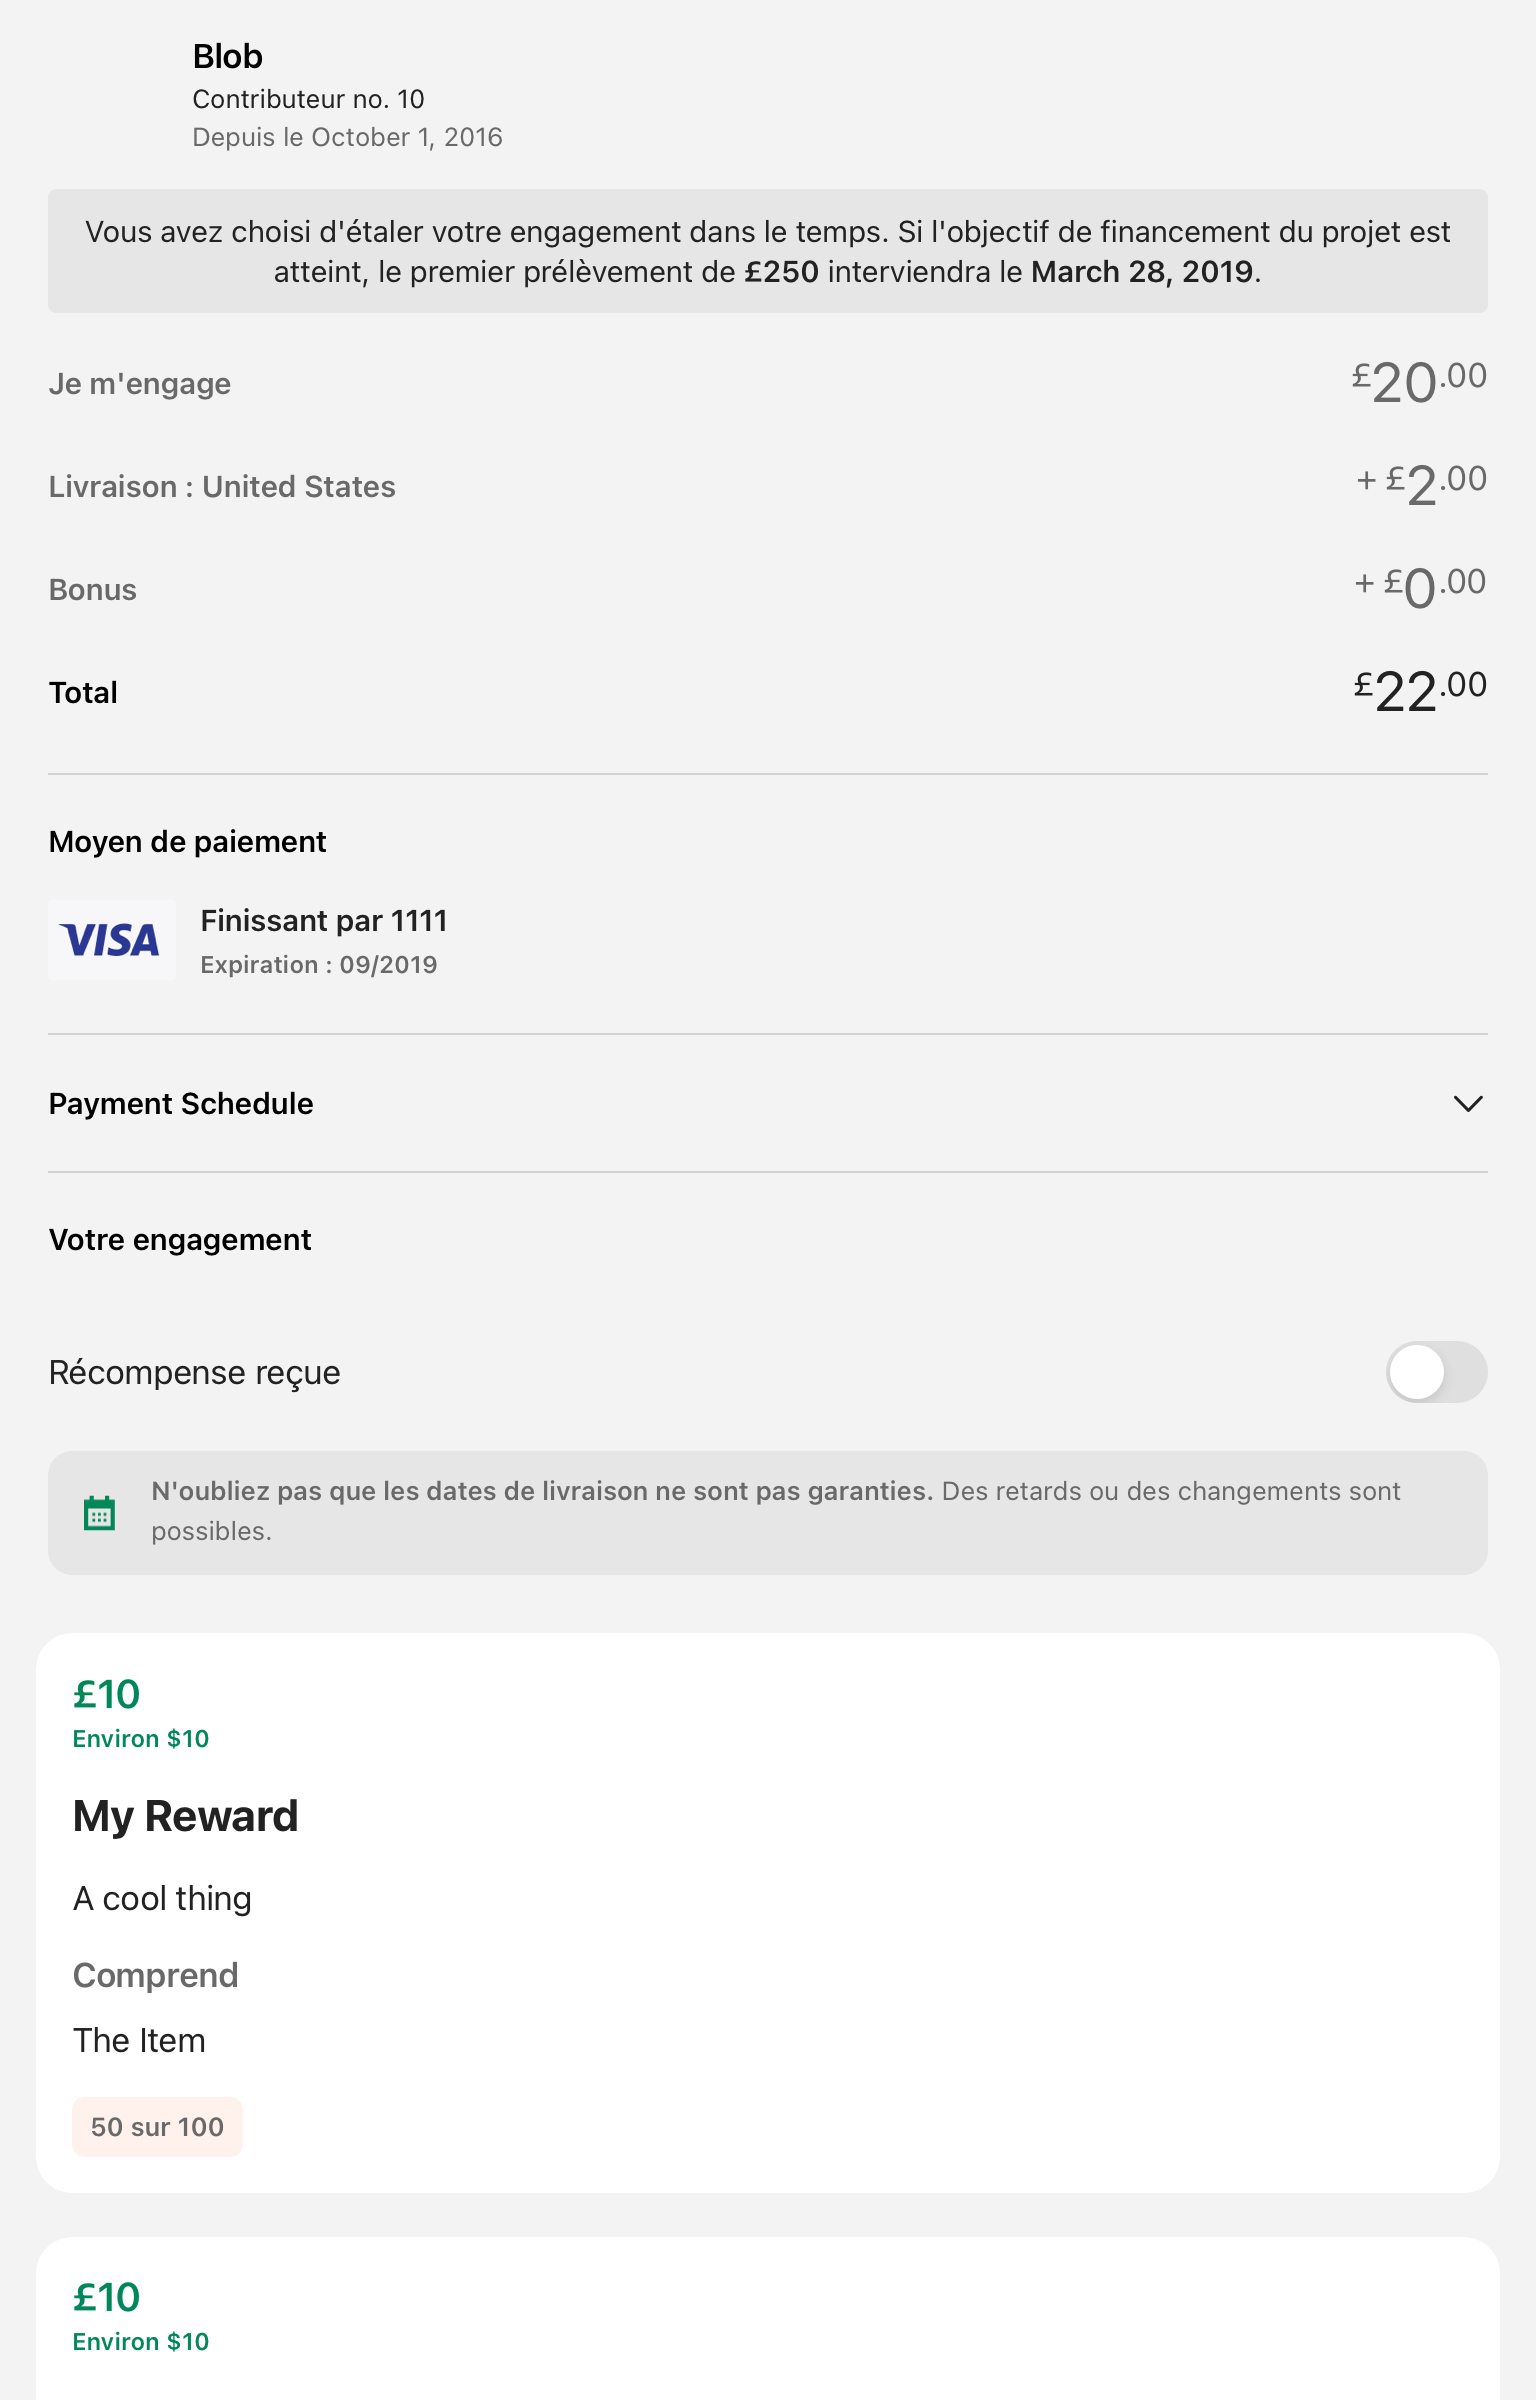 Blob
Contributeur no. 10
Depuis le October 1, 2016
Vous avez choisi d'étaler votre engagement dans le temps. Si l'objectif de financement du projet est
atteint, le premier prélèvement de £250 interviendra le March 28, 2019.
Je m'engage £20.00
Livraison : United States + £2.00
Bonus + £0.00
Total £22.00
Moyen de paiement
VISA
Finissant par 1111
Expiration : 09/2019
Payment Schedule
Votre engagement
Récompense reçue
N'oubliez pas que les dates de livraison ne sont pas garanties. Des retards ou des changements sont
possibles.
£10
Environ $10
My Reward
A cool thing
Comprend
The Item
50 sur 100
£10
Environ $10